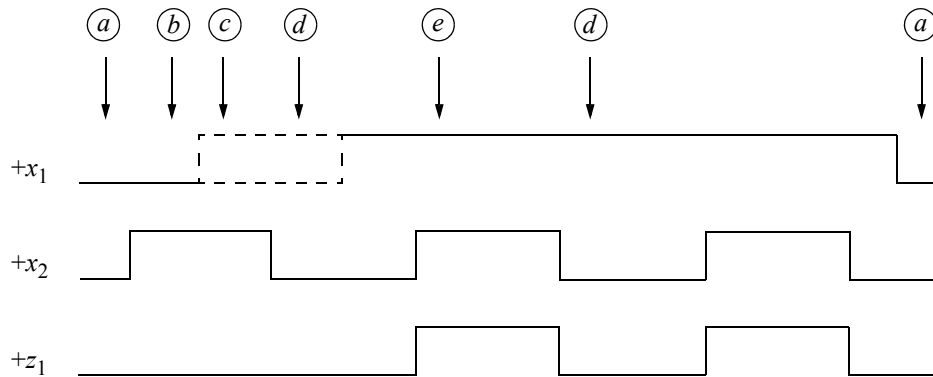 a b c d e d a
+x₁
+x₂
+z₁